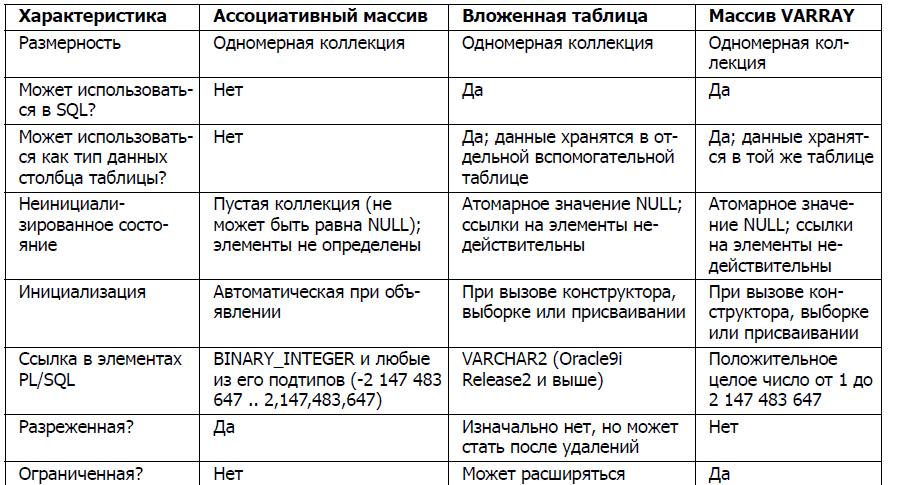 Характеристика Ассоциативный массив Вложенная таблица Массив VARRAY
Размерность Одномерная коллекция Одномерная коллекция Одномерная кол-
лекция
Может использовать- Нет Да Да
ся в SQL?
Может использовать- Нет Да; данные хранятся в от- Да; данные хранят-
ся как тип данных дельной вспомогательной ся в той же таблице
столбца таблицы? таблице
Неинициали- Пустая коллекция (не Атомарное значение NULL; Атомарное значе-
зированное состо- может быть равна NULL); ссылки на элементы не- ние NULL; ссылки
яние элементы не определены действительны на элементы не-
действительны
Инициализация Автоматическая при объ- При вызове конструктора, При вызове кон-
явлении выборке или присваивании структора, выборке
или присваивании
Ссылка в элементах BINARY_INTEGER и любые VARCHAR2 (Oracle9i Положительное
PL/SQL из его подтипов (-2 147 483 Release2 и выше) целое число от 1 до
647 .. 2,147,483,647) 2 147 483 647
Разреженная? Да Изначально нет, но может Нет
стать после удалений
Ограниченная? Нет Может расширяться Да